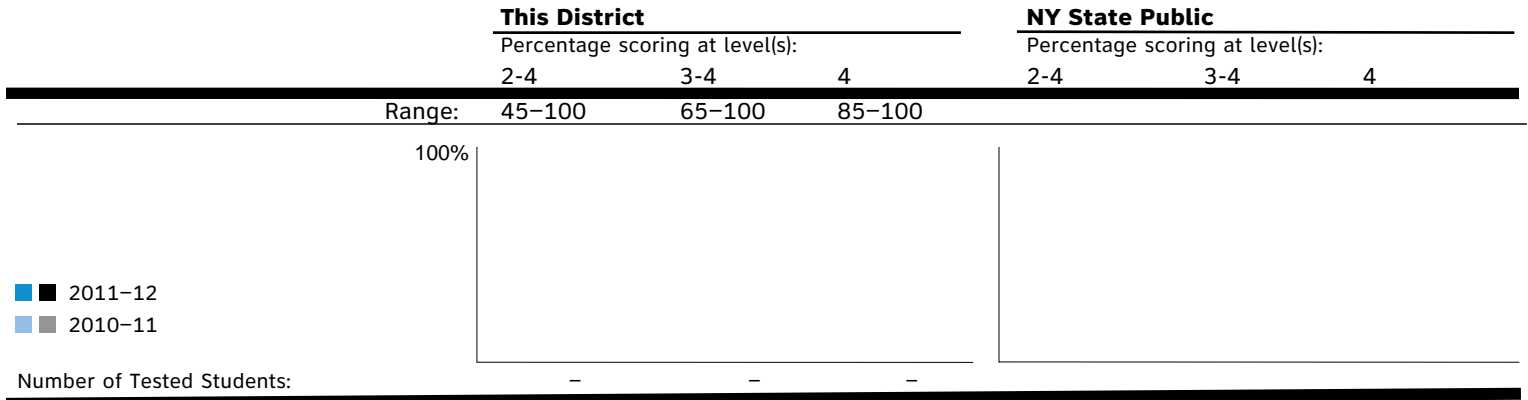 This District NY State Public
Percentage scoring at level(s): Percentage scoring at level(s):
2-4 3-4 4 2-4 3-4 4
Range: 45–100 65–100 85–100
100%
2011–12
2010–11
Number of Tested Students: – – –